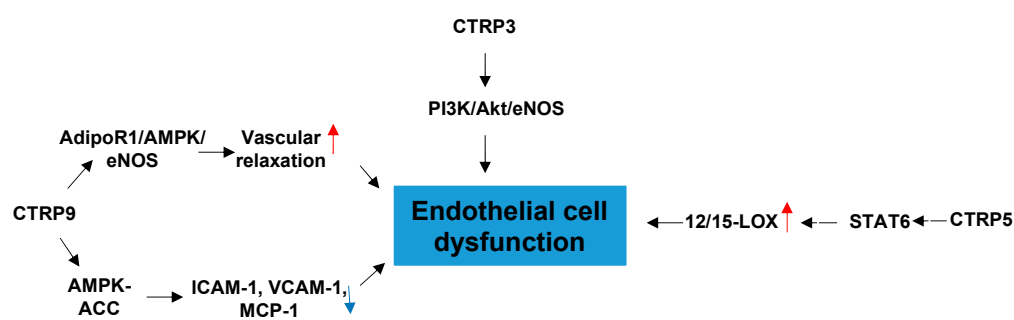 CTRP3
PI3K/Akt/eNOS
AdipoR1/AMPK/
eNOS
Vascular
relaxation
CTRP9
AMPK-
ACC
ICAM-1, VCAM-1,
MCP-1
Endothelial cell
dysfunction
12/15-LOX
STAT6
CTRP5